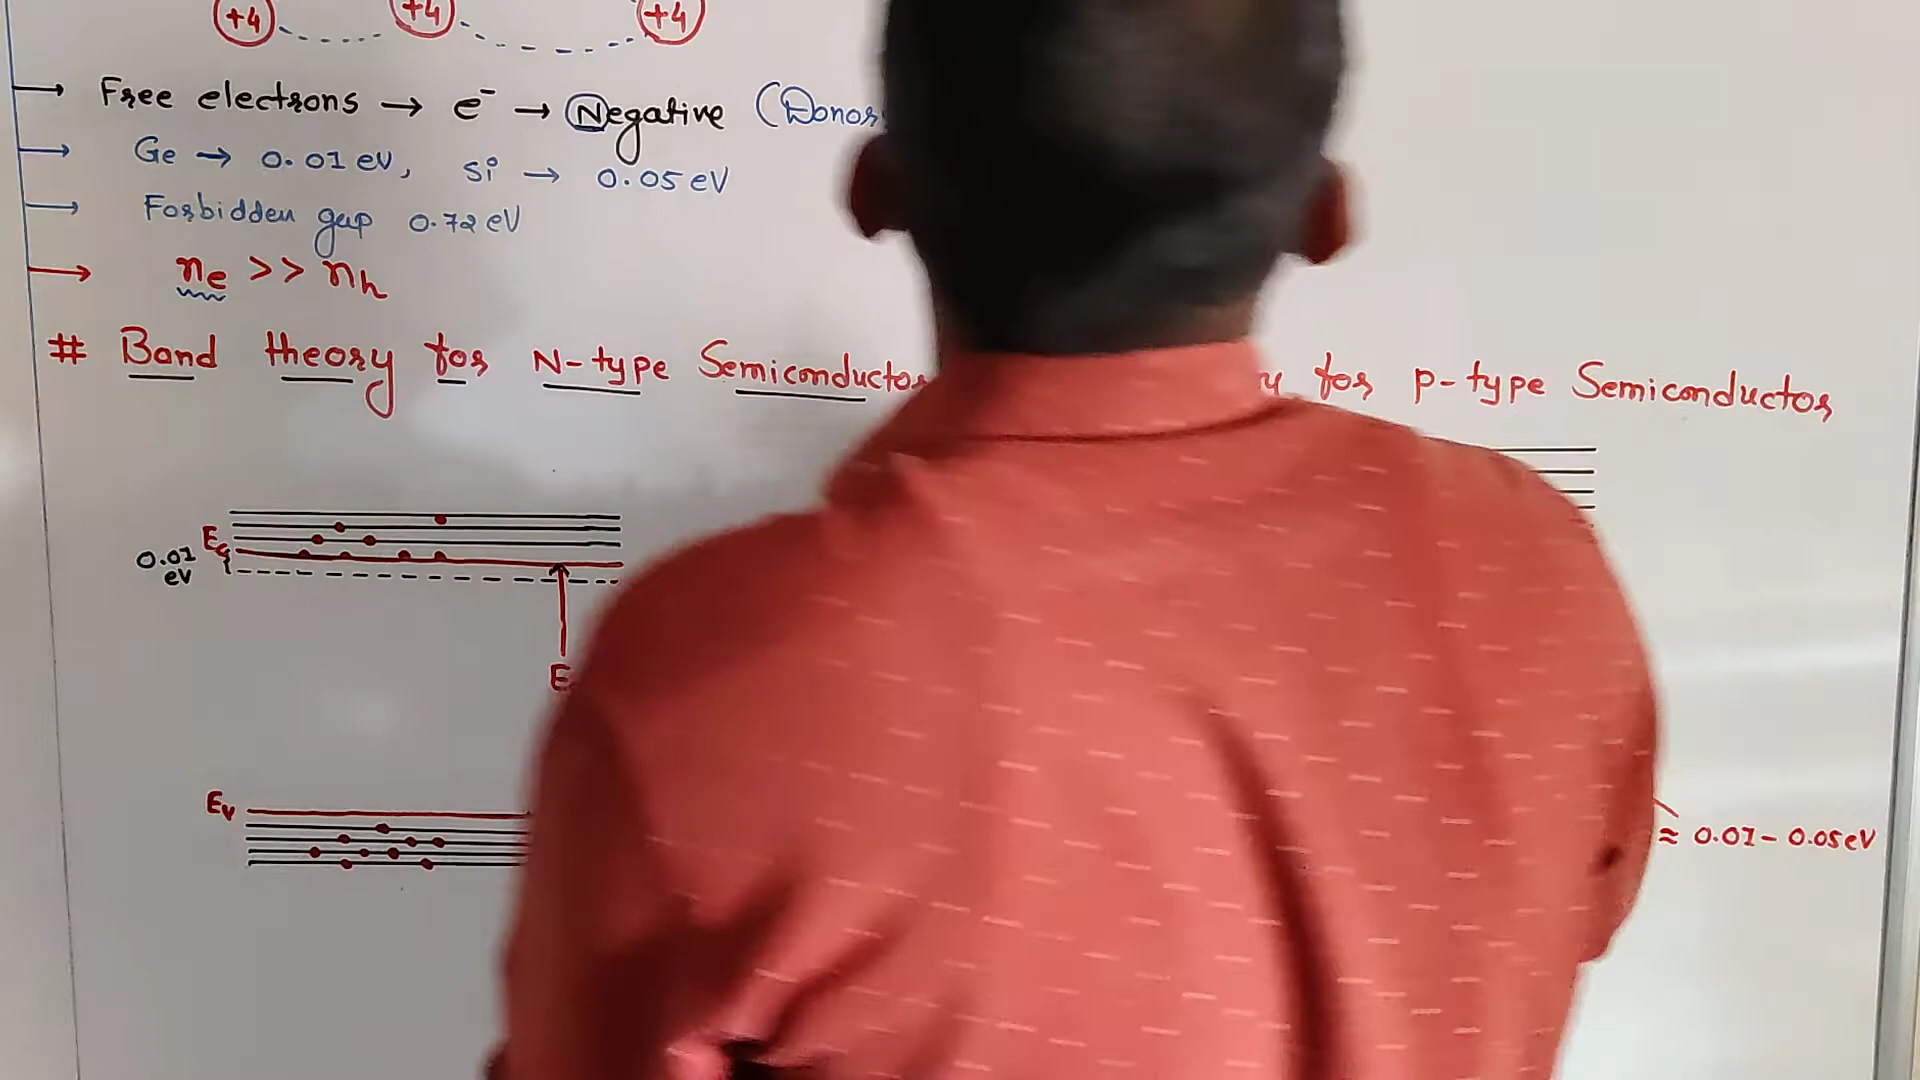 +4 +4 +4
Free electrons → e⁻ → Negative (Donor
Ge → 0.01 eV, Si → 0.05 eV
Forbidden gap 0.72 eV
nₑ >> nₕ
# Band theory for N-type Semiconductor
for p-type Semiconductor
E꜀
0.01 eV
E
Eᵥ
≈ 0.01 - 0.05 eV